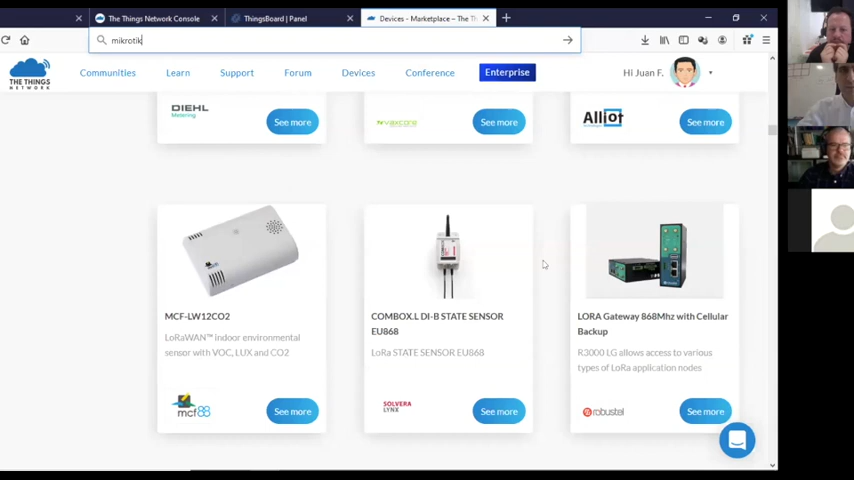 The Things Network Console
ThingsBoard | Panel
Devices - Marketplace – The Th
mikrotik
THE THINGS
NETWORK
Communities
Learn
Support
Forum
Devices
Conference
Enterprise
Hi Juan F.
DIEHL
Metering
See more
See more
Alliot
See more
MCF-LW12CO2
LoRaWAN™ indoor environmental
sensor with VOC, LUX and CO2
mcf88
See more
COMBOX.L DI-B STATE SENSOR
EU868
LoRa STATE SENSOR EU868
SOLVERA
LYNX
See more
LORA Gateway 868Mhz with Cellular
Backup
R3000 LG allows access to various
types of LoRa application nodes
robustel
See more